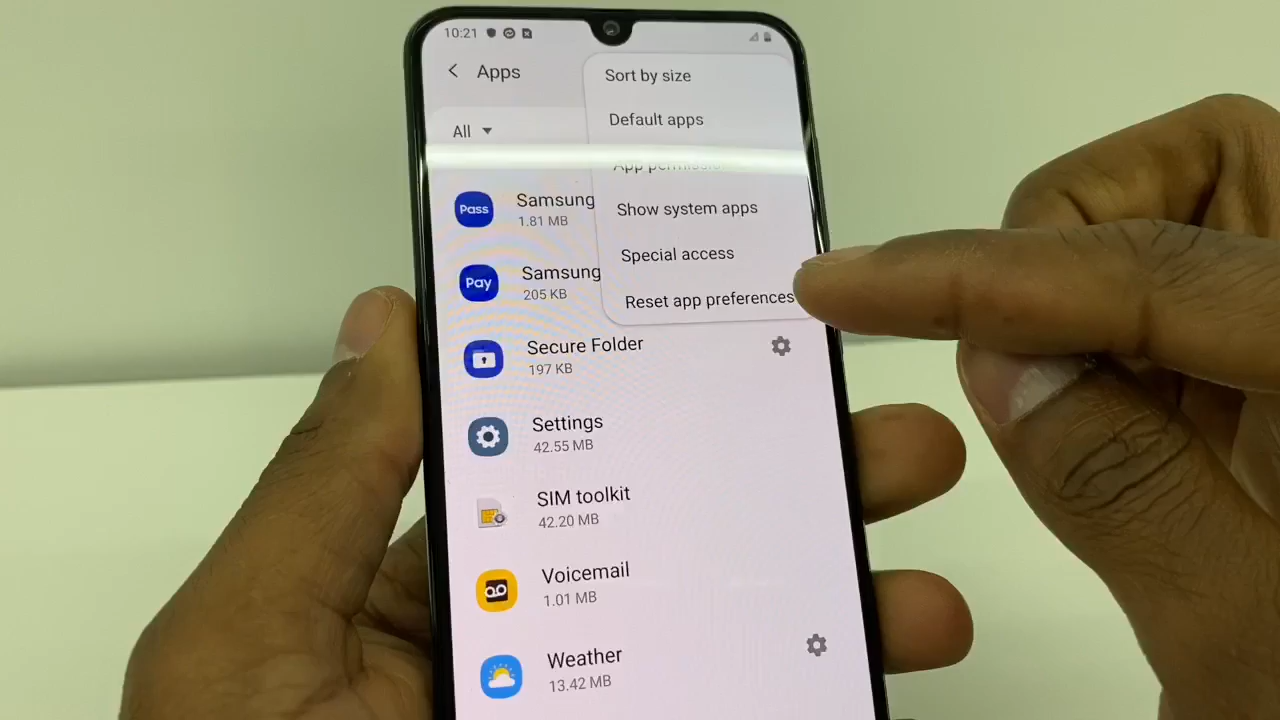 10:21
Apps
Sort by size
Default apps
All
App permissions
Show system apps
Special access
Reset app preferences
Pass
Samsung
1.81 MB
Pay
Samsung
205 KB
Secure Folder
197 KB
Settings
42.55 MB
SIM toolkit
42.20 MB
Voicemail
1.01 MB
Weather
13.42 MB